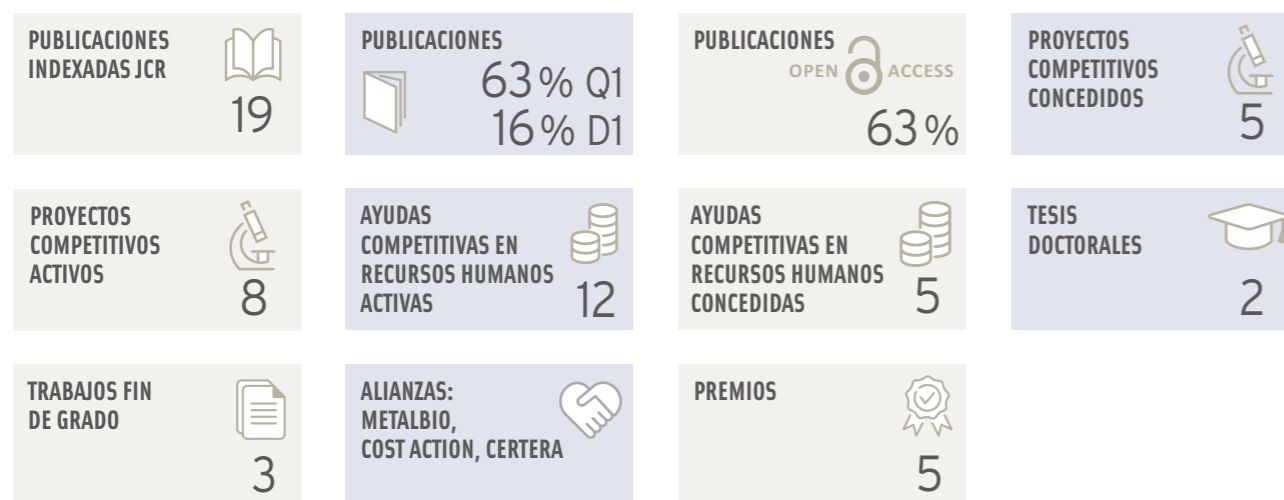 PUBLICACIONES
INDEXADAS JCR
19
PUBLICACIONES
63% Q1
16% D1
PUBLICACIONES
OPEN ACCESS
63%
PROYECTOS
COMPETITIVOS
CONCEDIDOS
5
PROYECTOS
COMPETITIVOS
ACTIVOS
8
AYUDAS
COMPETITIVAS EN
RECURSOS HUMANOS
ACTIVAS
12
AYUDAS
COMPETITIVAS EN
RECURSOS HUMANOS
CONCEDIDAS
5
TESIS
DOCTORALES
2
TRABAJOS FIN
DE GRADO
3
ALIANZAS:
METALBIO,
COST ACTION, CERTERA
PREMIOS
5